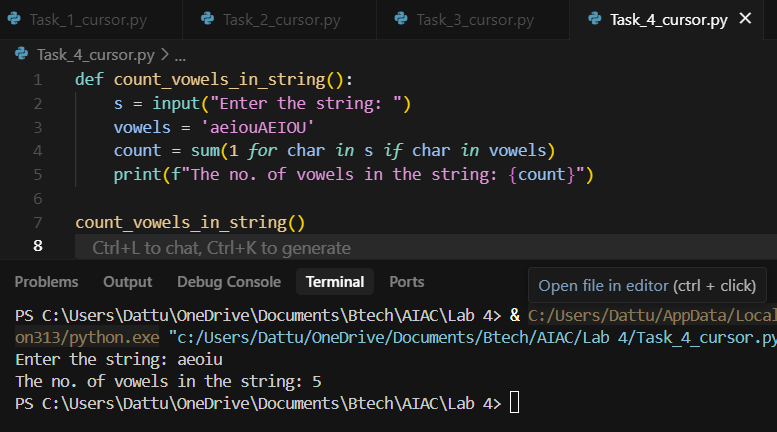 Task_1_cursor.py Task_2_cursor.py Task_3_cursor.py Task_4_cursor.py ×
Task_4_cursor.py > ...
1 def count_vowels_in_string():
2     s = input("Enter the string: ")
3     vowels = 'aeiouAEIOU'
4     count = sum(1 for char in s if char in vowels)
5     print(f"The no. of vowels in the string: {count}")
6
7 count_vowels_in_string()
8 Ctrl+L to chat, Ctrl+K to generate
Problems Output Debug Console Terminal Ports
Open file in editor (ctrl + click)
PS C:\Users\Dattu\OneDrive\Documents\Btech\AIAC\Lab 4> & C:/Users/Dattu/AppData/Local
on313/python.exe "c:/Users/Dattu/OneDrive/Documents/Btech/AIAC/Lab 4/Task_4_cursor.py
Enter the string: aeoiu
The no. of vowels in the string: 5
PS C:\Users\Dattu\OneDrive\Documents\Btech\AIAC\Lab 4>